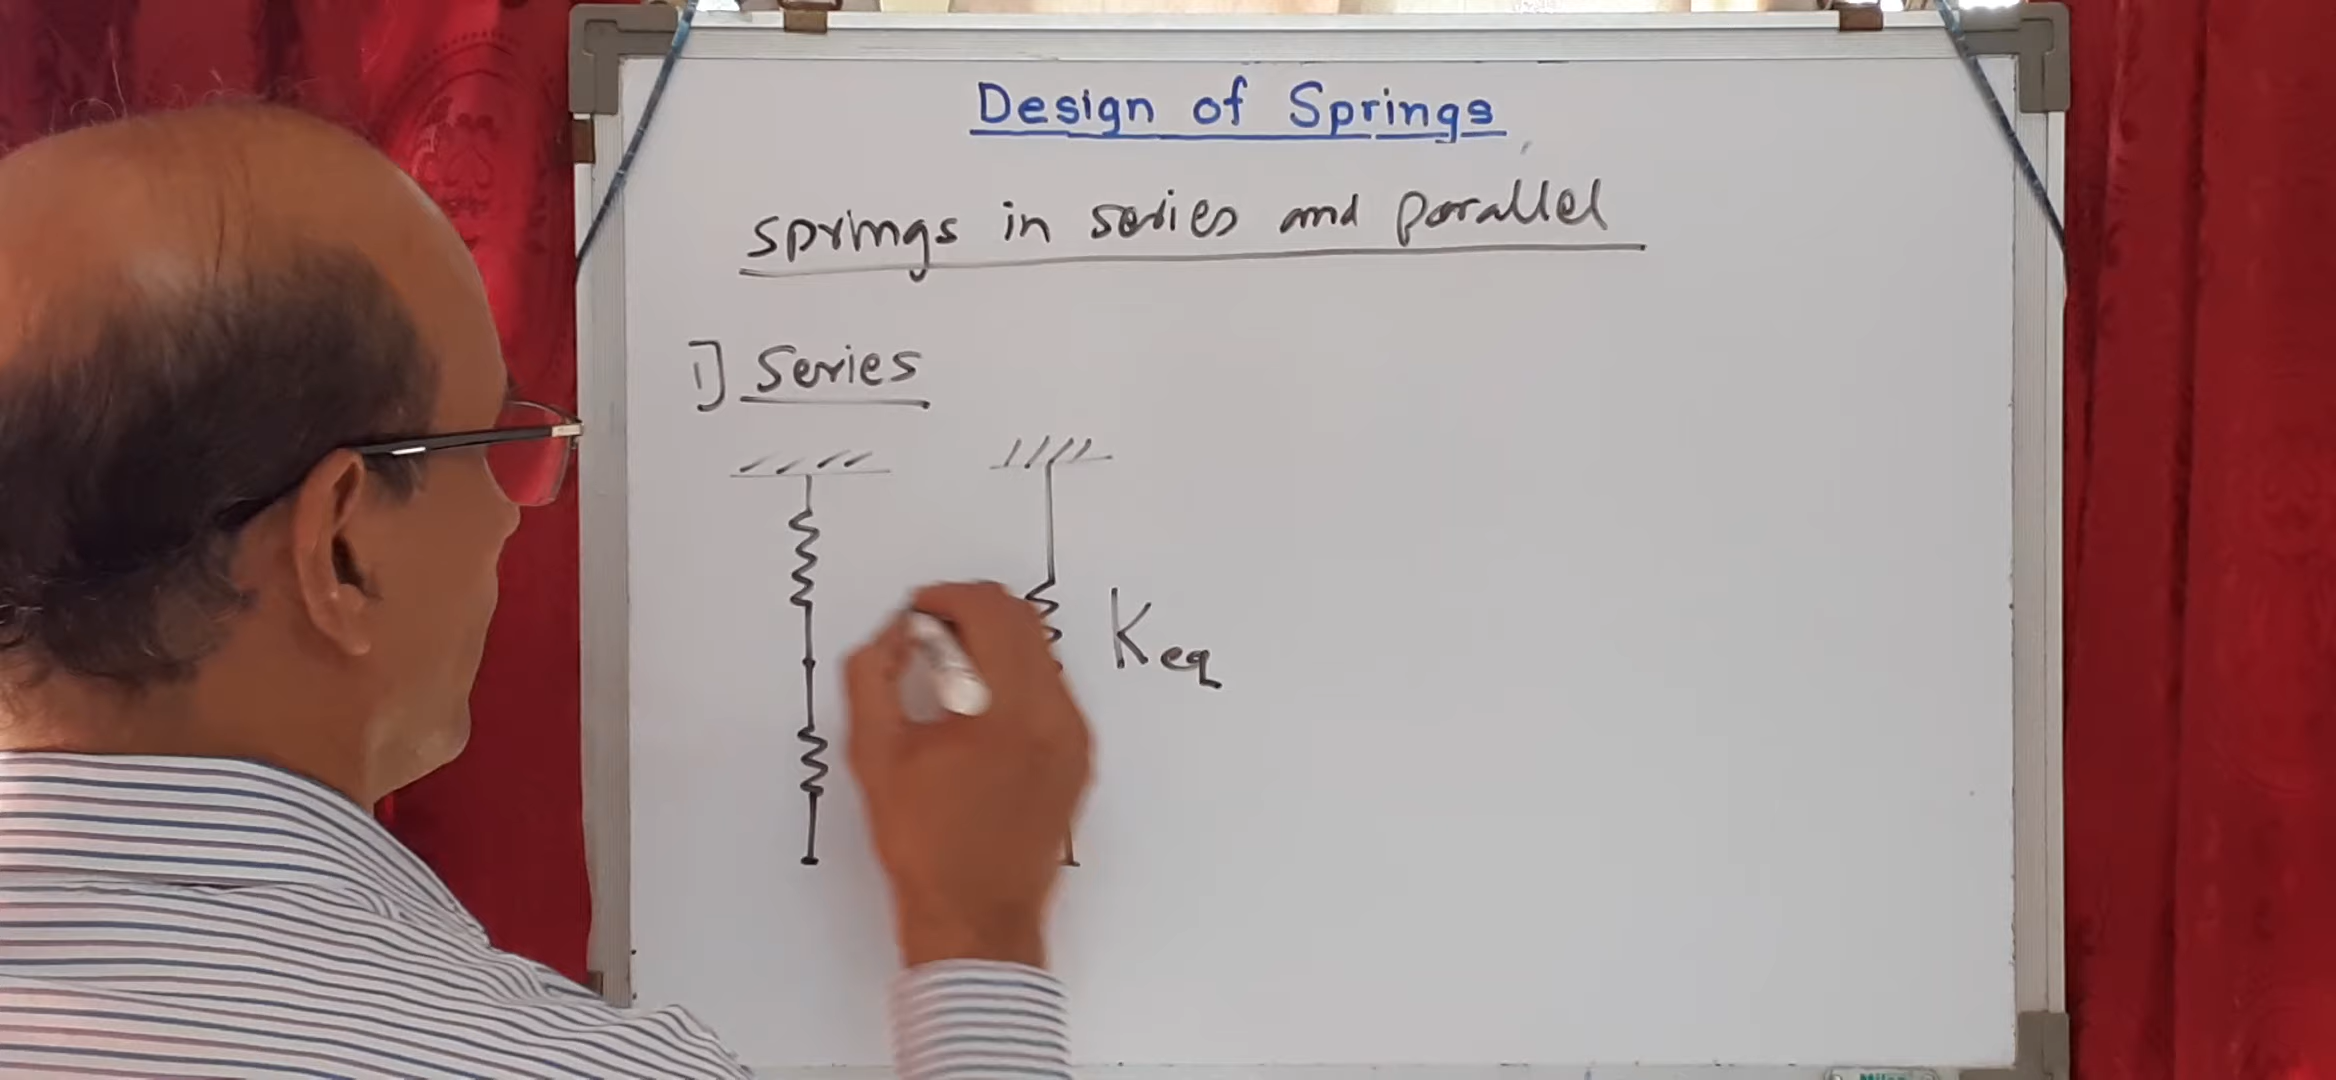 Design of Springs
springs in series and parallel
1] Series
Keq